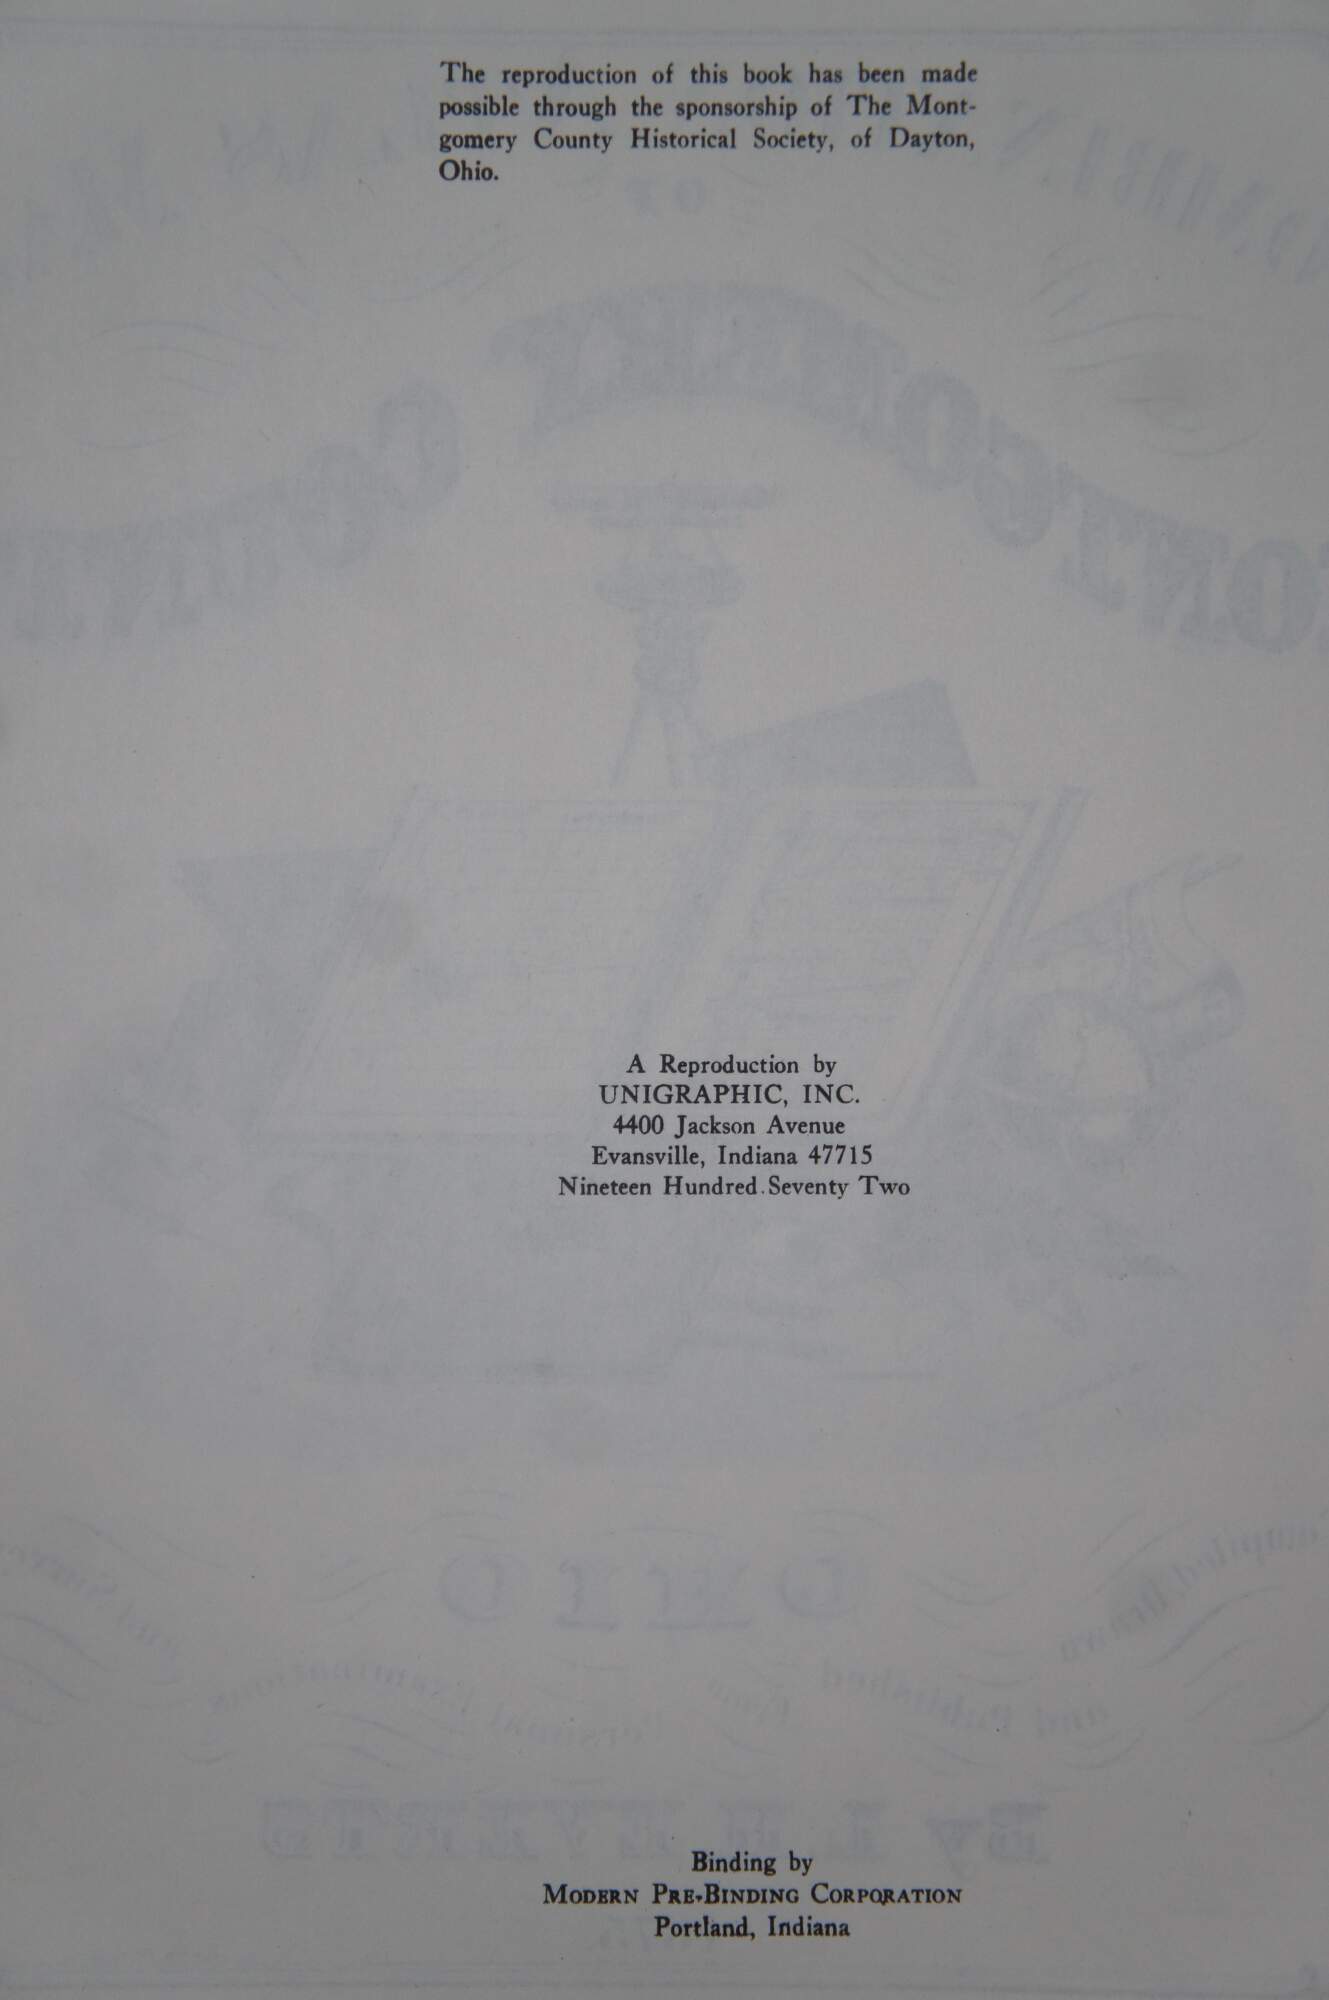 The reproduction of this book has been made
possible through the sponsorship of The Mont-
gomery County Historical Society, of Dayton,
Ohio.
A Reproduction by
UNIGRAPHIC, INC.
4400 Jackson Avenue
Evansville, Indiana 47715
Nineteen Hundred Seventy Two
Binding by
MODERN PRE-BINDING CORPORATION
Portland, Indiana